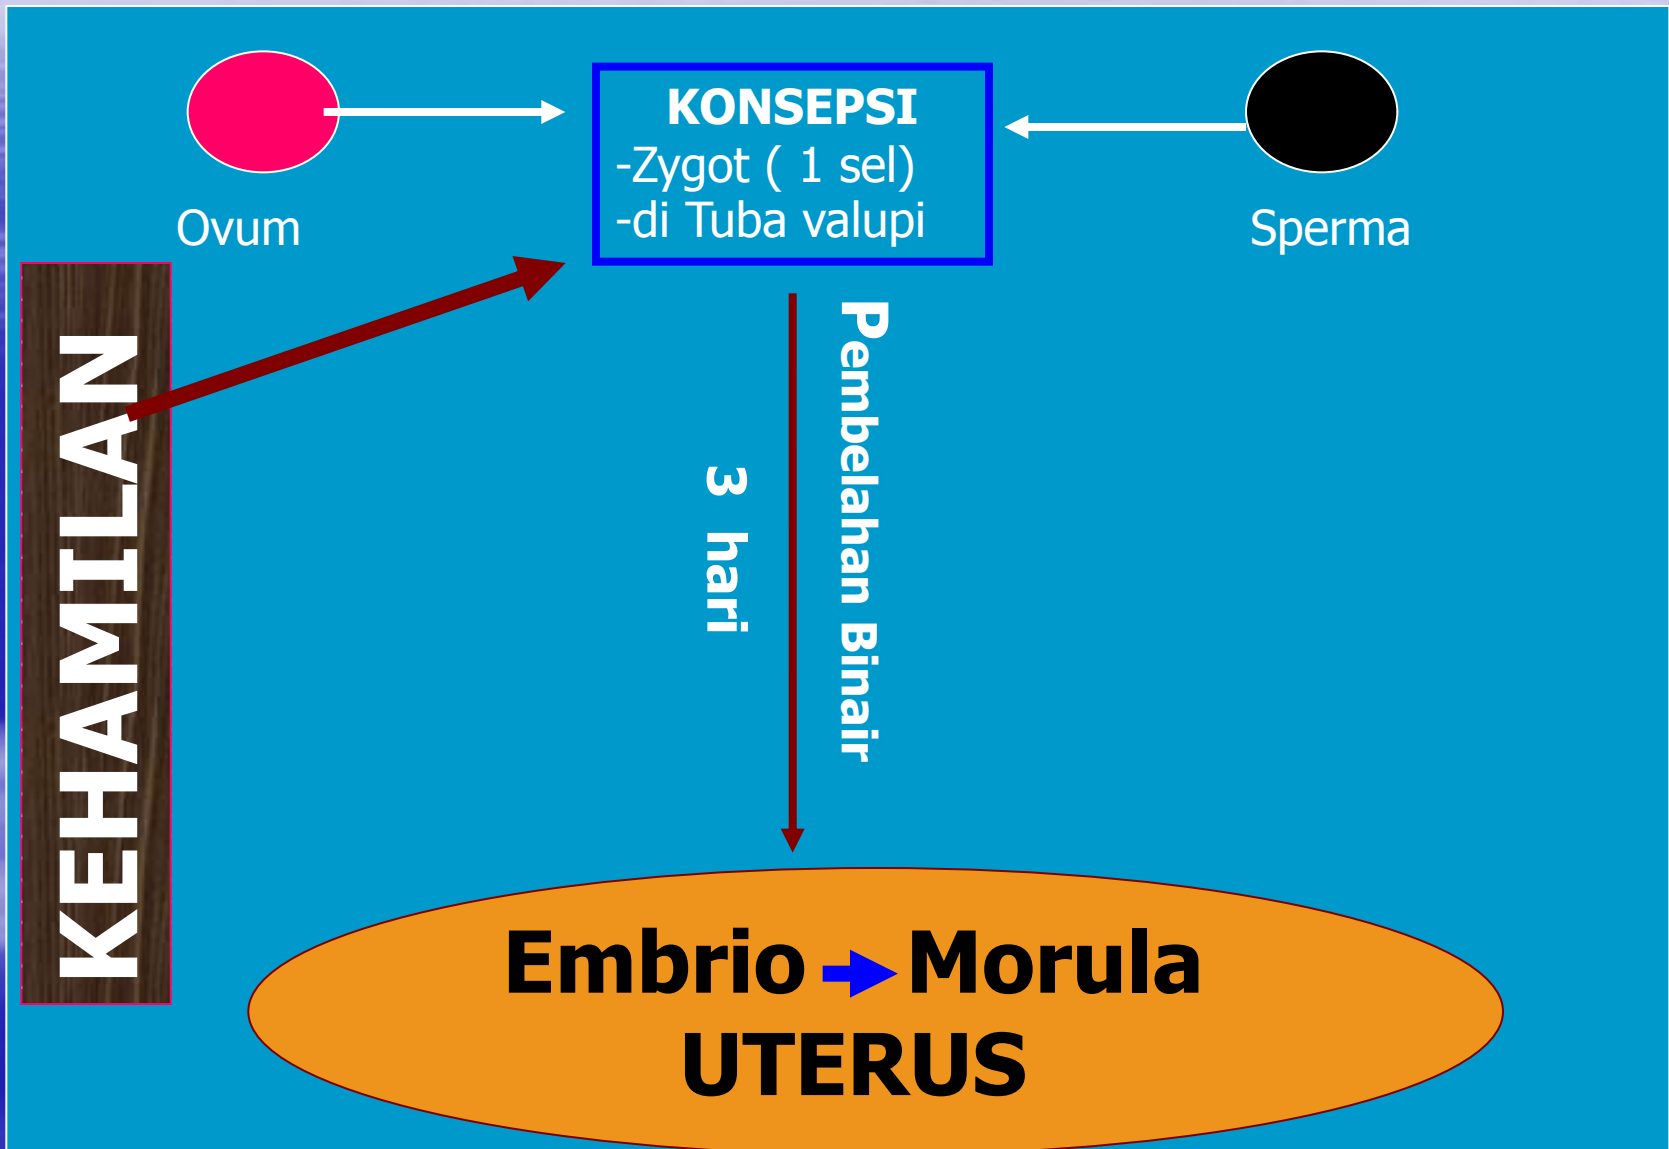 KONSEPSI
-Zygot ( 1 sel)
-di Tuba valupi
Ovum
Sperma
KEHAMILAN
3 hari
Pembelahan Binair
Embrio Morula
UTERUS